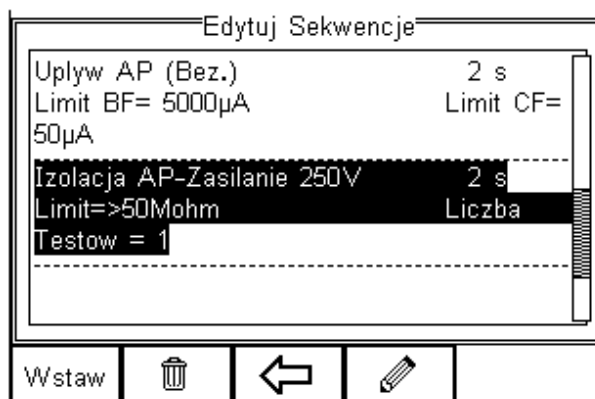 Edytuj Sekwencje
Uplyw AP (Bez.) 2 s
Limit BF= 5000µA Limit CF=
50µA
Izolacja AP-Zasilanie 250V 2 s
Limit=>50Mohm Liczba
Testow = 1
Wstaw